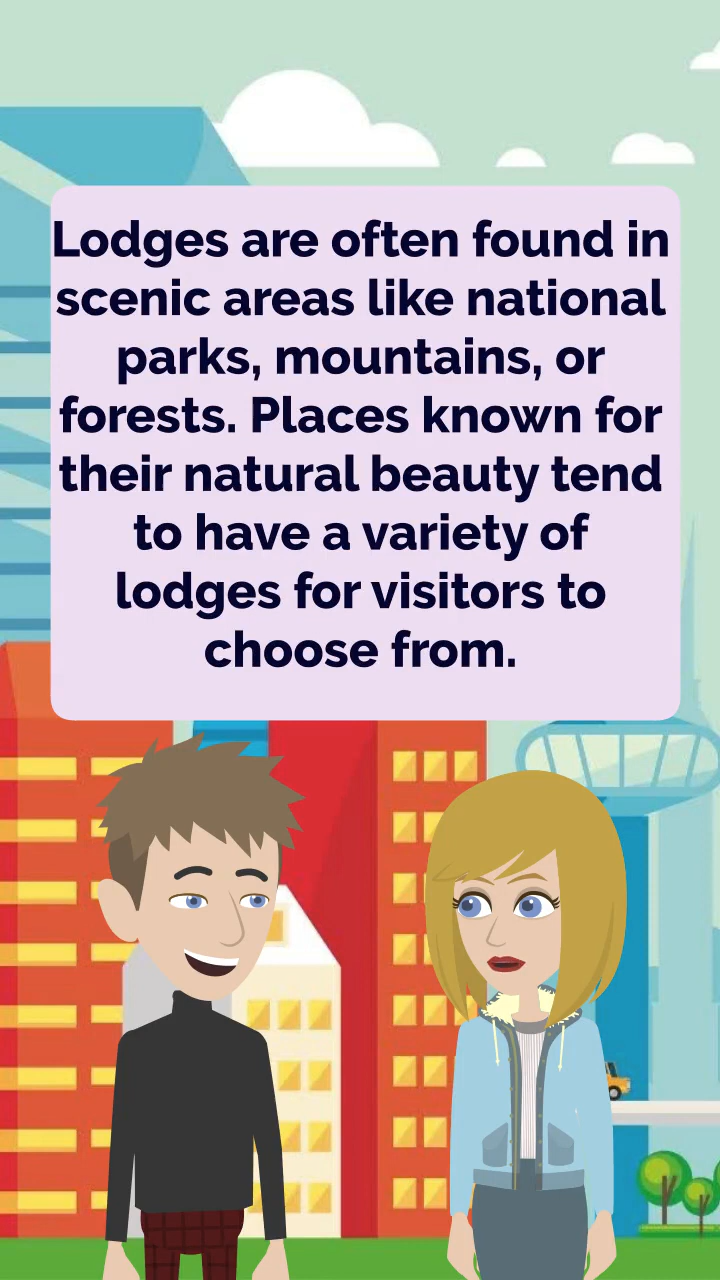 Lodges are often found in
scenic areas like national
parks, mountains, or
forests. Places known for
their natural beauty tend
to have a variety of
lodges for visitors to
choose from.